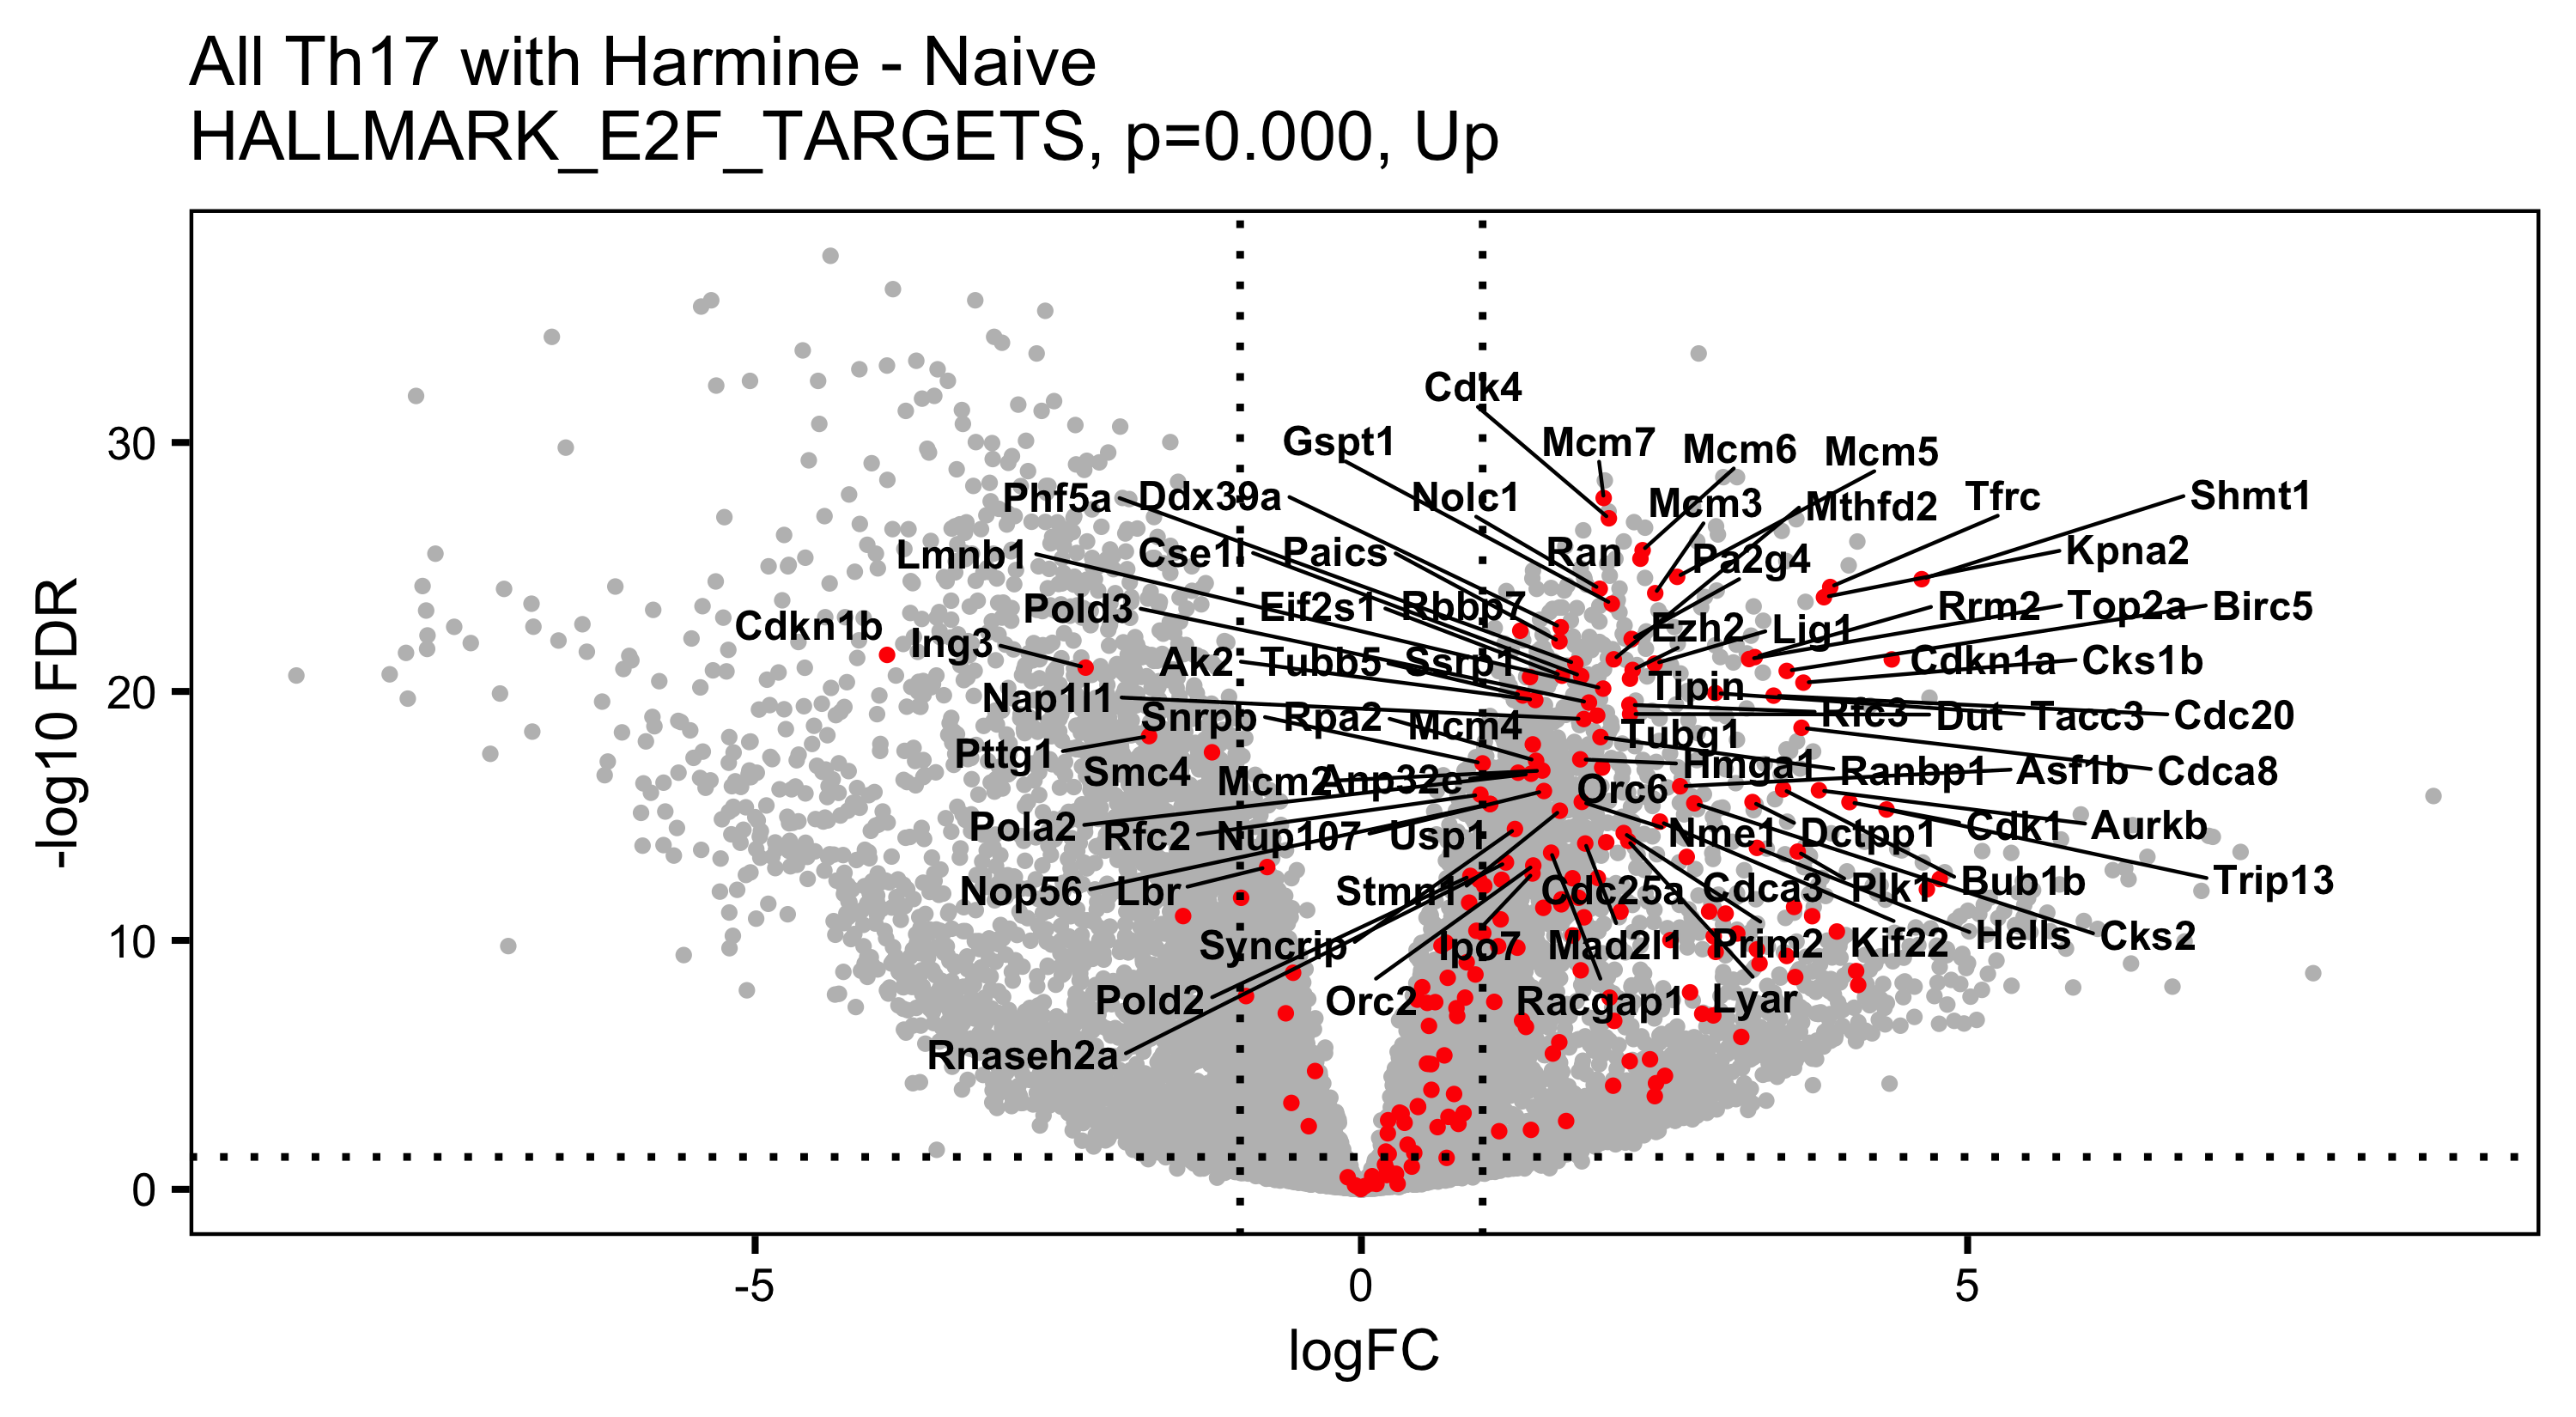 All Th17 with Harmine - Naive
HALLMARK_E2F_TARGETS, p=0.000, Up
-log10 FDR
30
20
10
0
Cdk4
Gspt1
Mcm7
Mcm6
Mcm5
Phf5a
Ddx39a
Nolc1
Mcm3
Mthfd2
Tfrc
Shmt1
Lmnb1
Cse1l
Paics
Ran
Pa2g4
Kpna2
Cdkn1b
Pold3
Eif2s1
Rbbp7
Ezh2
Lig1
Rrm2
Top2a
Birc5
Ing3
Ak2
Tubb5
Ssrp1
Tipin
Cdkn1a
Cks1b
Nap1l1
Snrpb
Rpa2
Mcm4
Tubg1
Rfc3
Dut
Tacc3
Cdc20
Pttg1
Smc4
Mcm2
Anp32e
Orc6
Hmga1
Ranbp1
Asf1b
Cdca8
Pola2
Rfc2
Nup107
Usp1
Nme1
Dctpp1
Cdk1
Aurkb
Nop56
Lbr
Stmn1
Cdc25a
Cdca3
Plk1
Bub1b
Trip13
Syncrip
Ipo7
Mad2l1
Prim2
Kif22
Hells
Cks2
Pold2
Orc2
Racgap1
Lyar
Rnaseh2a
-5
0
5
logFC